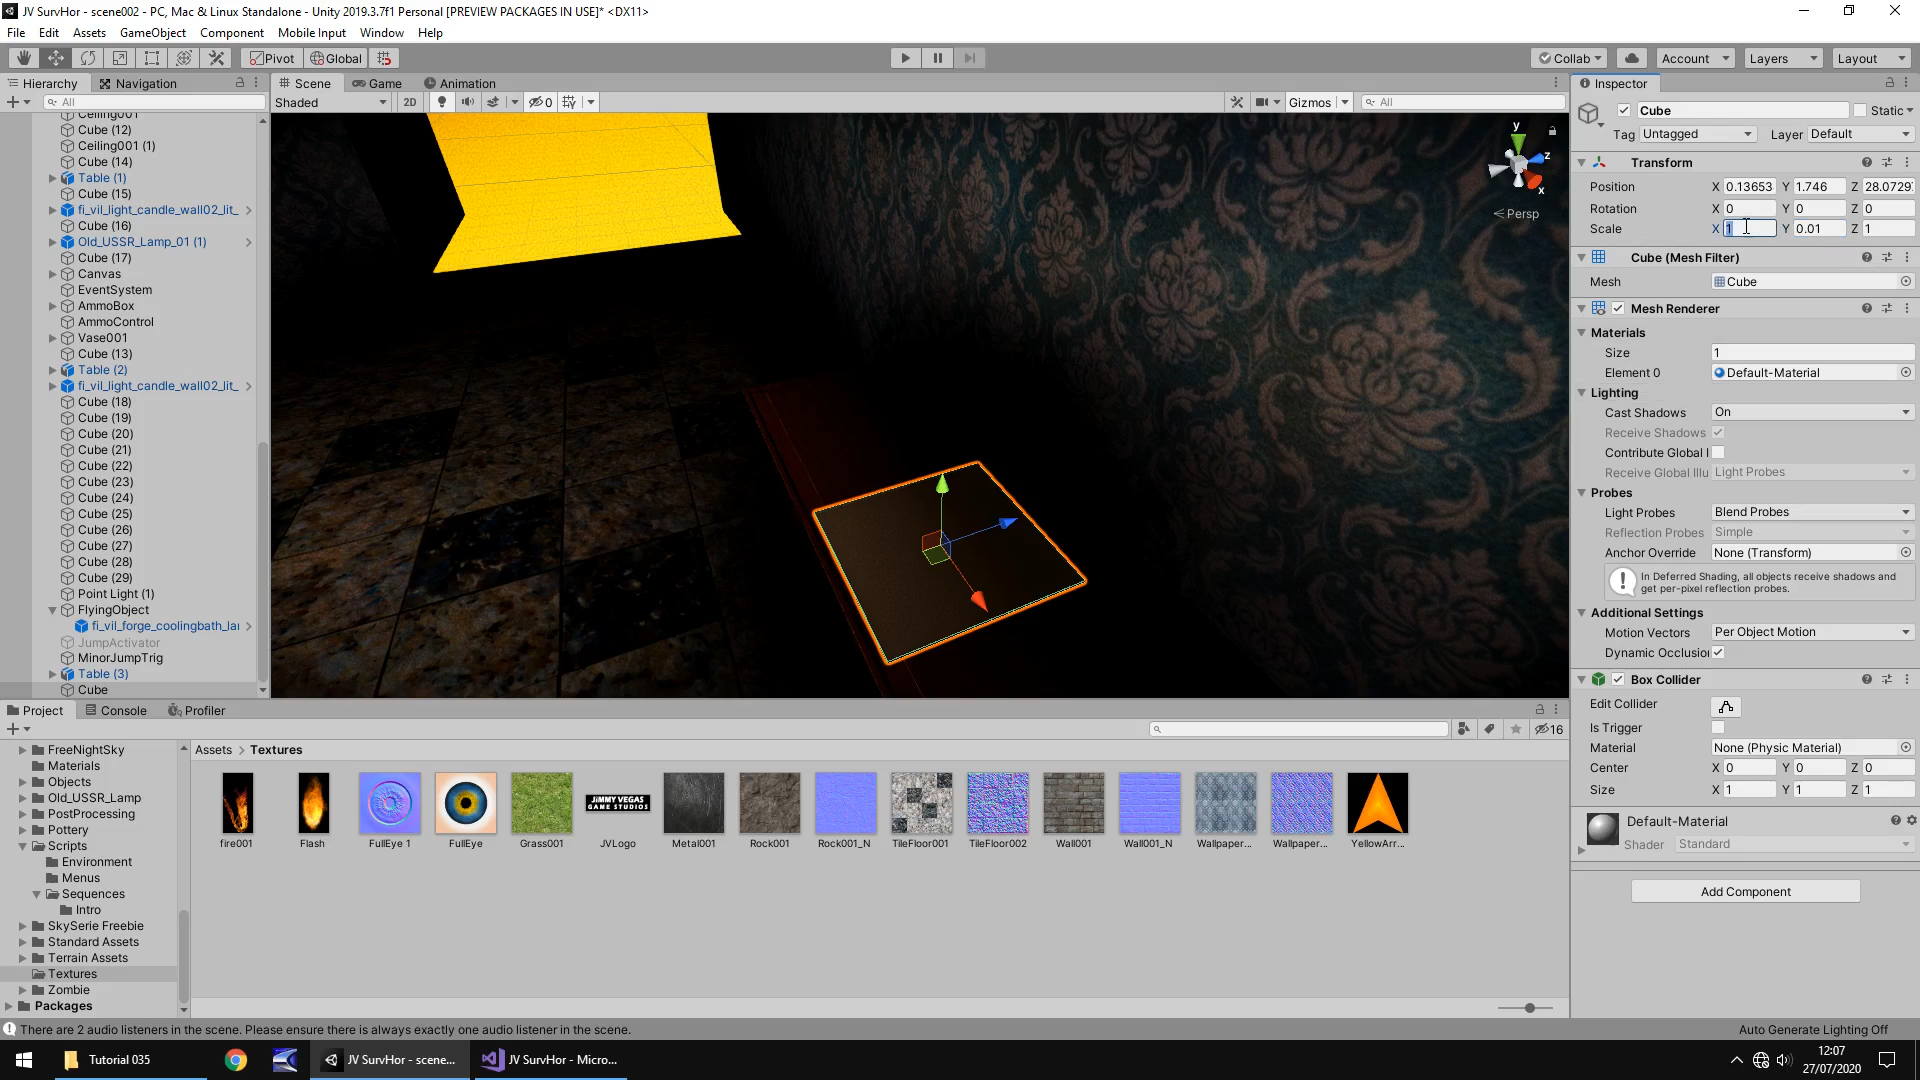 JV SurvHor - scene002 - PC, Mac & Linux Standalone - Unity 2019.3.7f1 Personal [PREVIEW PACKAGES IN USE]* <DX11>
File Edit Assets GameObject Component Mobile Input Window Help
Pivot Global Collab Account Layers Layout
Hierarchy Navigation
All
Ceiling001
Cube (12)
Ceiling001 (1)
Cube (14)
Table (1)
Cube (15)
fi_vil_light_candle_wall02_lit_
Cube (16)
Old_USSR_Lamp_01 (1)
Cube (17)
Canvas
EventSystem
AmmoBox
AmmoControl
Vase001
Cube (13)
Table (2)
fi_vil_light_candle_wall02_lit_
Cube (18)
Cube (19)
Cube (20)
Cube (21)
Cube (22)
Cube (23)
Cube (24)
Cube (25)
Cube (26)
Cube (27)
Cube (28)
Cube (29)
Point Light (1)
FlyingObject
fi_vil_forge_coolingbath_lar
JumpActivator
MinorJumpTrig
Table (3)
Cube
Scene Game Animation
Shaded 2D 0 Gizmos All
y
z
x
Persp
Inspector
Cube Static
Tag Untagged Layer Default
Transform
Position X 0.13653 Y 1.746 Z 28.0729
Rotation X 0 Y 0 Z 0
Scale X 1 Y 0.01 Z 1
Cube (Mesh Filter)
Mesh Cube
Mesh Renderer
Materials
Size 1
Element 0 Default-Material
Lighting
Cast Shadows On
Receive Shadows
Contribute Global I
Receive Global Illu Light Probes
Probes
Light Probes Blend Probes
Reflection Probes Simple
Anchor Override None (Transform)
In Deferred Shading, all objects receive shadows and
get per-pixel reflection probes.
Additional Settings
Motion Vectors Per Object Motion
Dynamic Occlusion
Box Collider
Edit Collider
Is Trigger
Material None (Physic Material)
Center X 0 Y 0 Z 0
Size X 1 Y 1 Z 1
Default-Material
Shader Standard
Add Component
Project Console Profiler
16
FreeNightSky
Materials
Objects
Old_USSR_Lamp
PostProcessing
Pottery
Scripts
Environment
Menus
Sequences
Intro
SkySerie Freebie
Standard Assets
Terrain Assets
Textures
Zombie
Packages
Assets > Textures
JIMMY VEGAS
GAME STUDIOS
fire001 Flash FullEye 1 FullEye Grass001 JVLogo Metal001 Rock001 Rock001_N TileFloor001 TileFloor002 Wall001 Wall001_N Wallpaper... Wallpaper... YellowArr...
There are 2 audio listeners in the scene. Please ensure there is always exactly one audio listener in the scene.
Auto Generate Lighting Off
Tutorial 035 JV SurvHor - scene... JV SurvHor - Micro...
12:07
27/07/2020